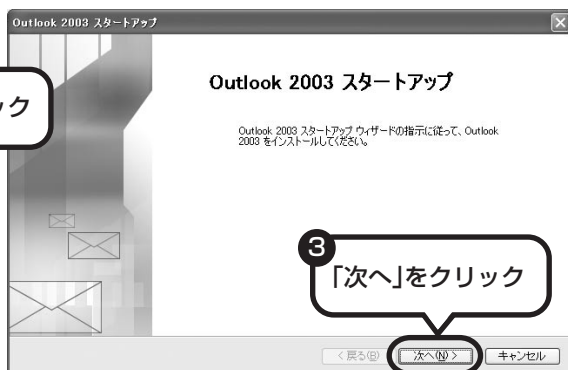 Outlook 2003 スタートアップ
ック
Outlook 2003 スタートアップ
Outlook 2003 スタートアップ ウィザードの指示に従って、Outlook
2003 をインストールしてください。
3
「次へ」をクリック
< 戻る(B)
次へ(N) >
キャンセル